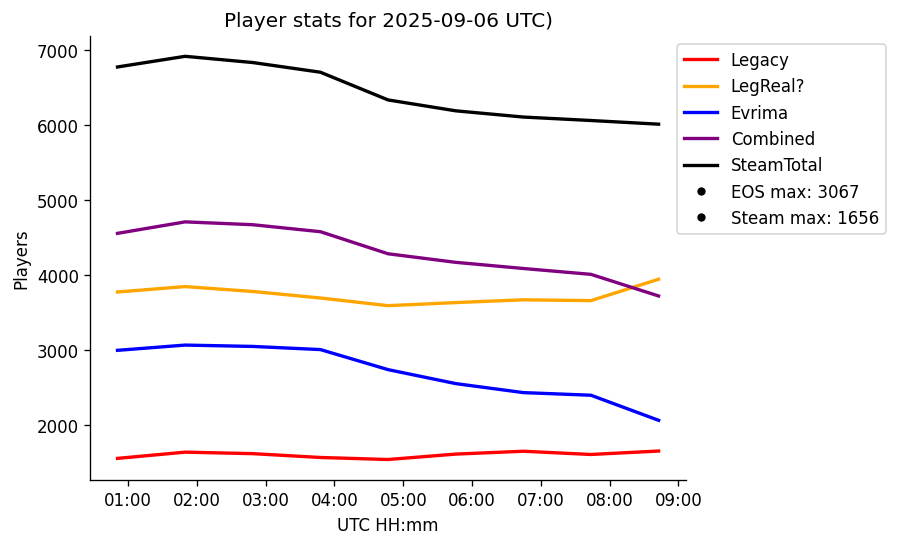 Player stats for 2025-09-06 UTC)
7000
6000
5000
4000
3000
2000
Players
01:00 02:00 03:00 04:00 05:00 06:00 07:00 08:00 09:00
UTC HH:mm
Legacy
LegReal?
Evrima
Combined
SteamTotal
EOS max: 3067
Steam max: 1656